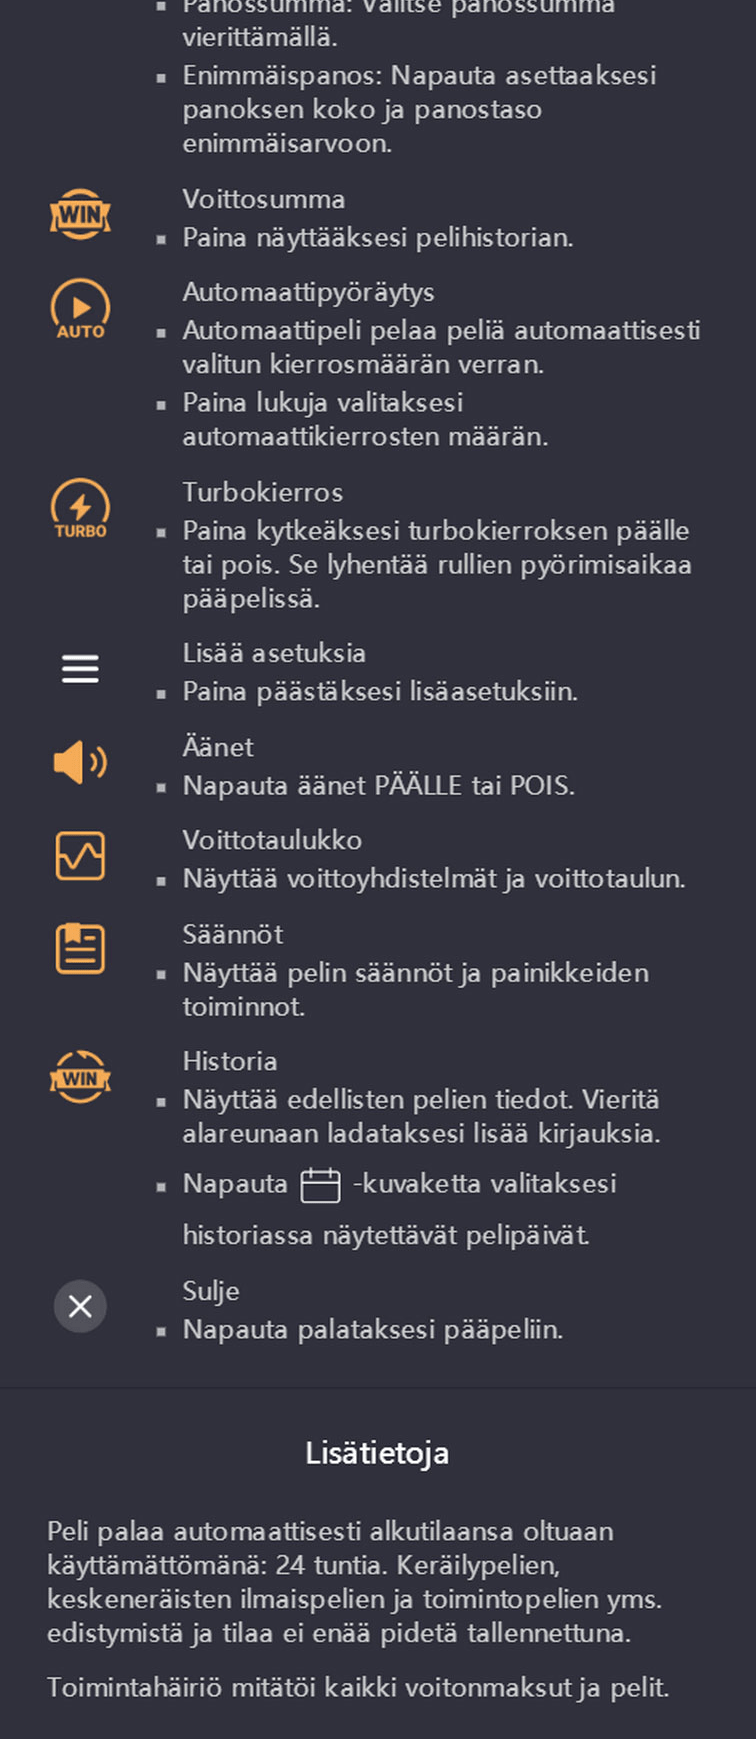 Panossumma: Valitse panossumma
vierittämällä.
Enimmäispanos: Napauta asettaaksesi
panoksen koko ja panostaso
enimmäisarvoon.
WIN
Voittosumma
Paina näyttääksesi pelihistorian.
AUTO
Automaattipyöräytys
Automaattipeli pelaa peliä automaattisesti
valitun kierrosmäärän verran.
Paina lukuja valitaksesi
automaattikierrosten määrän.
TURBO
Turbokierros
Paina kytkeäksesi turbokierroksen päälle
tai pois. Se lyhentää rullien pyörimisaikaa
pääpelissä.
Lisää asetuksia
Paina päästäksesi lisäasetuksiin.
Äänet
Napauta äänet PÄÄLLE tai POIS.
Voittotaulukko
Näyttää voittoyhdistelmät ja voittotaulun.
Säännöt
Näyttää pelin säännöt ja painikkeiden
toiminnot.
WIN
Historia
Näyttää edellisten pelien tiedot. Vieritä
alareunaan ladataksesi lisää kirjauksia.
Napauta -kuvaketta valitaksesi
historiassa näytettävät pelipäivät.
Sulje
Napauta palataksesi pääpeliin.
Lisätietoja
Peli palaa automaattisesti alkutilaansa oltuaan
käyttämättömänä: 24 tuntia. Keräilypelien,
keskeneräisten ilmaispelien ja toimintopelien yms.
edistymistä ja tilaa ei enää pidetä tallennettuna.
Toimintahäiriö mitätöi kaikki voitonmaksut ja pelit.